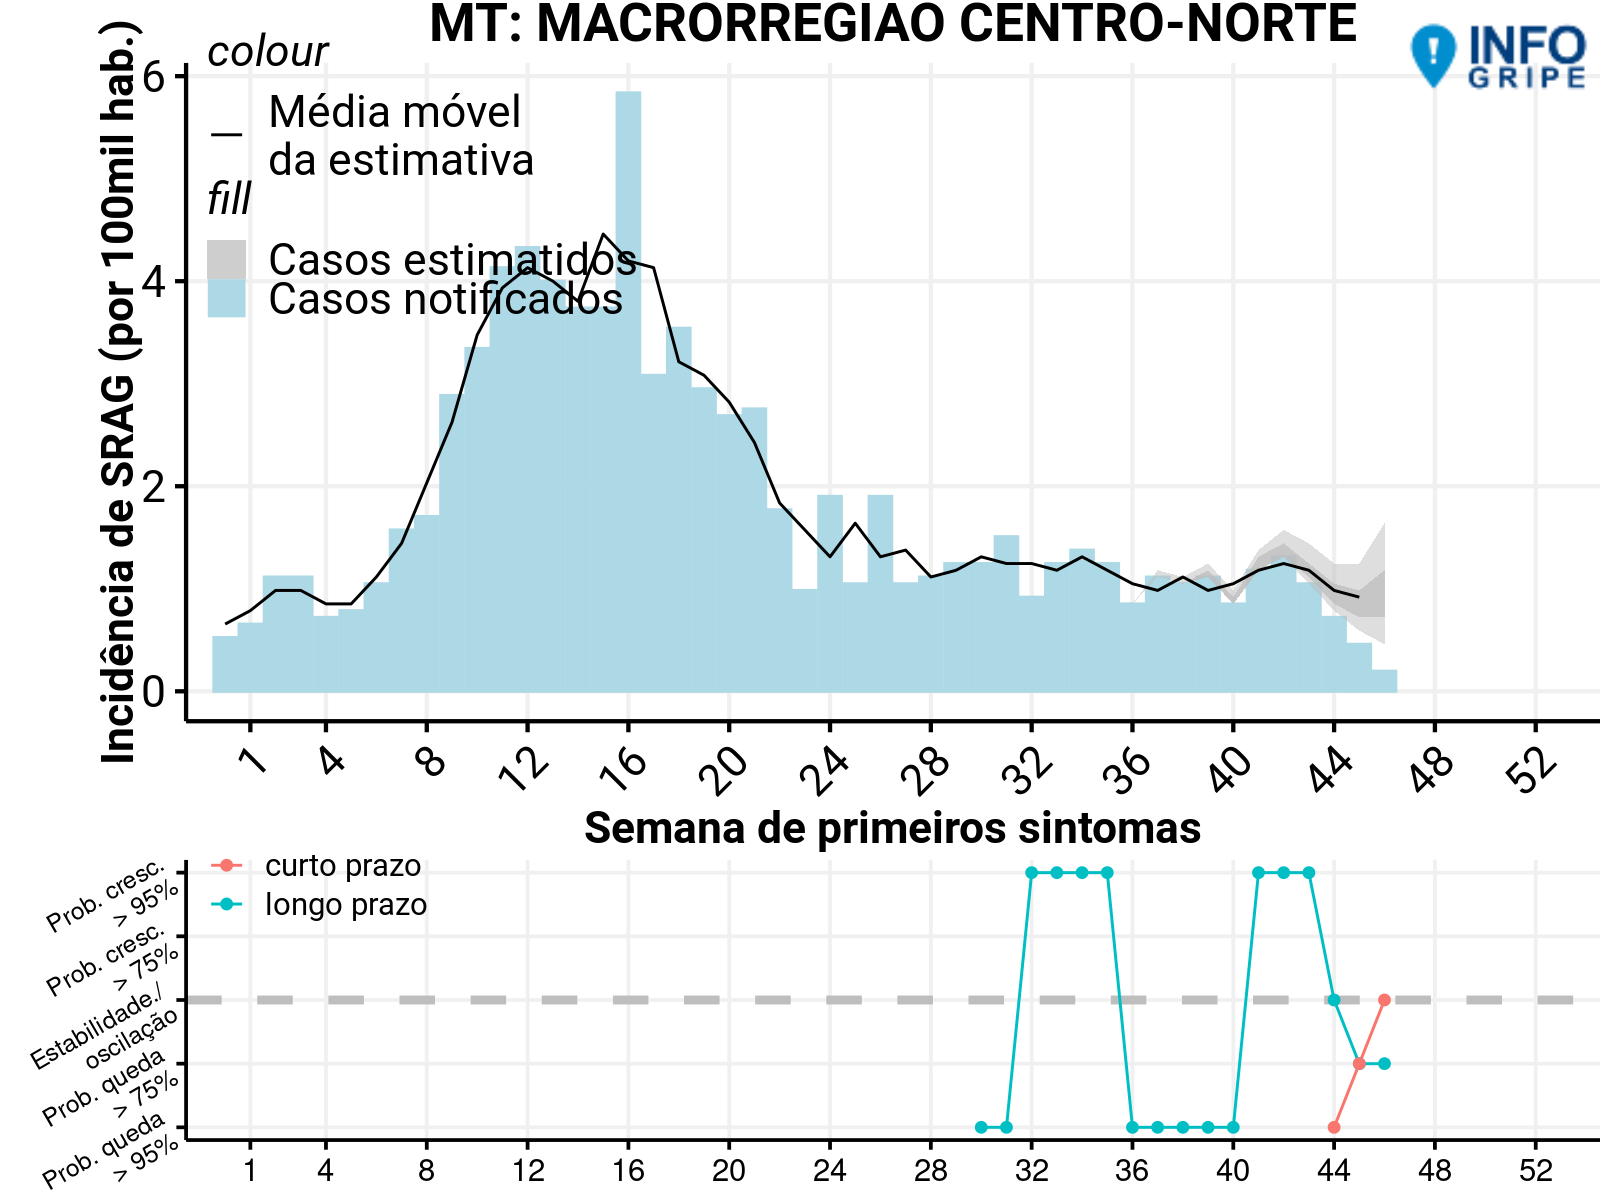 MT: MACRORREGIAO CENTRO-NORTE
INFO
GRIPE
Incidência de SRAG (por 100mil hab.)
colour
Média móvel
da estimativa
fill
Casos estimatidos
Casos notificados
6
4
2
0
1 4 8 12 16 20 24 28 32 36 40 44 48 52
Semana de primeiros sintomas
curto prazo
longo prazo
Prob. cresc.
> 95%
Prob. cresc.
> 75%
Estabilidade./
oscilação
Prob. queda
> 75%
Prob. queda
> 95%
1 4 8 12 16 20 24 28 32 36 40 44 48 52